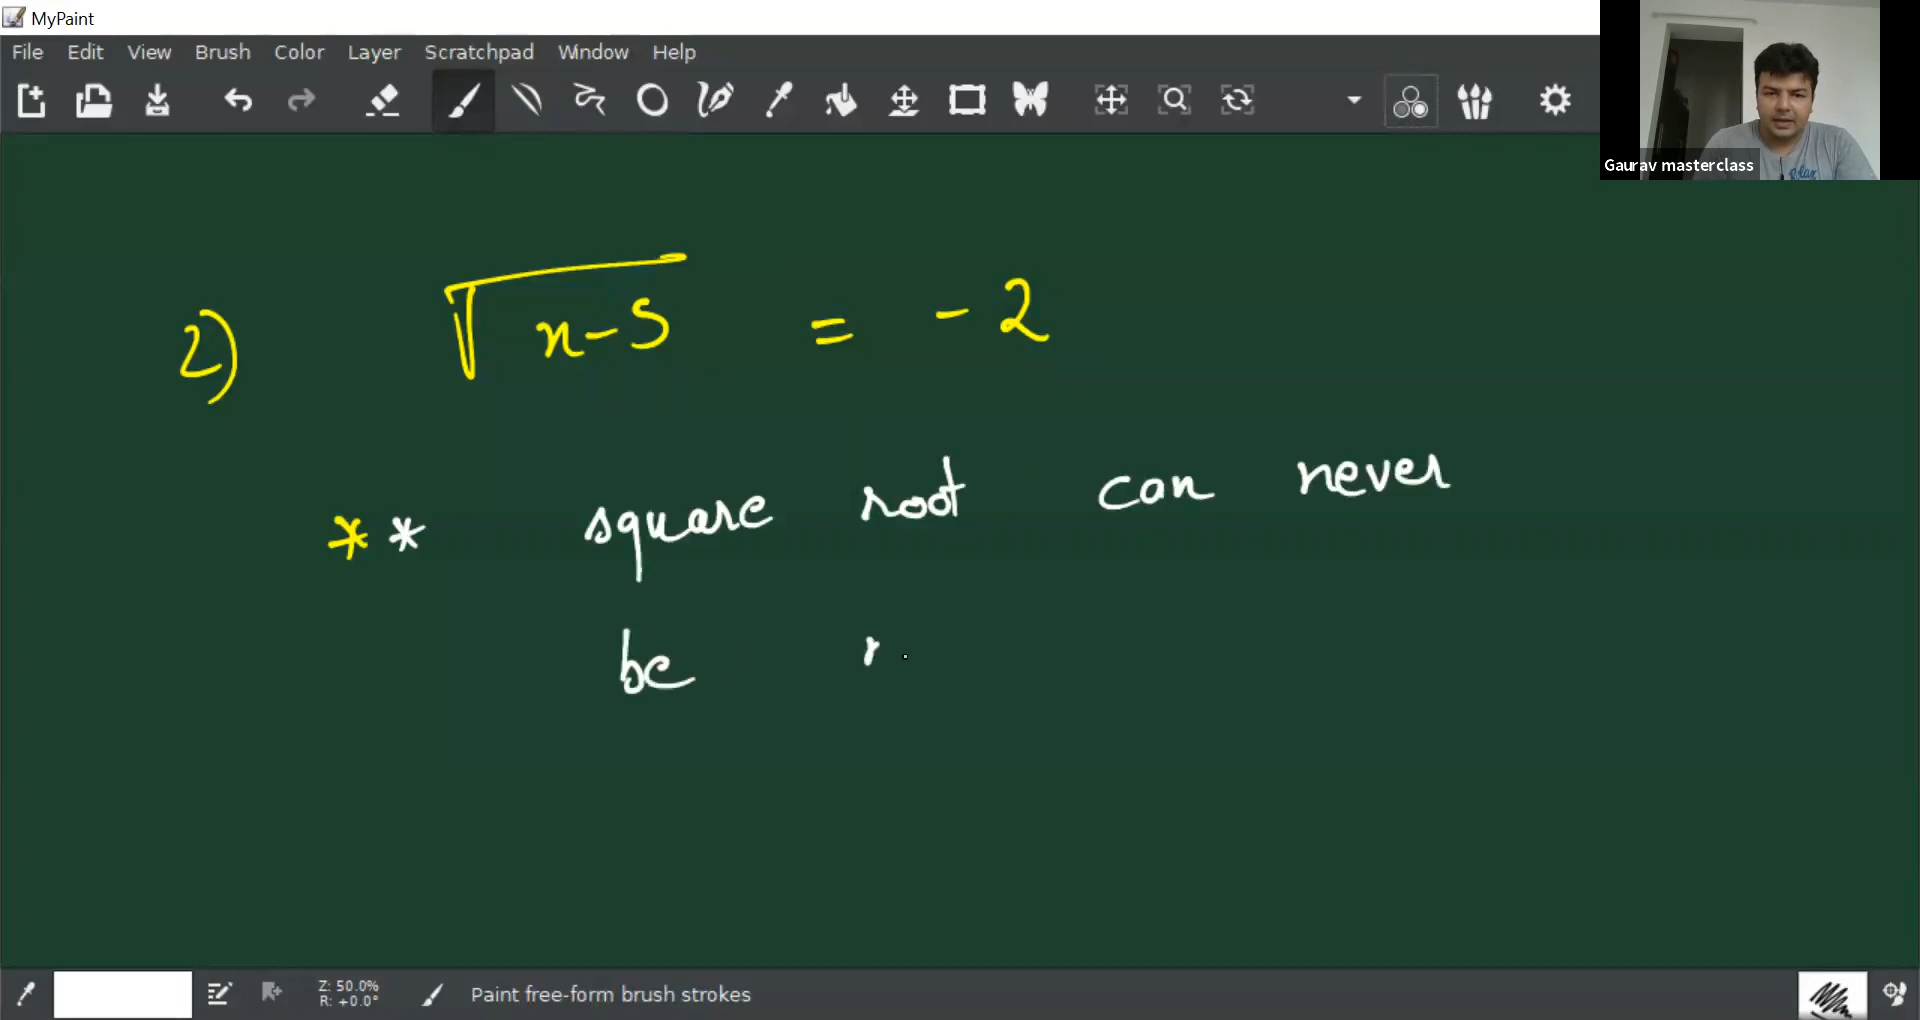 MyPaint
File Edit View Brush Color Layer Scratchpad Window Help
Gaurav masterclass
2) √x-5 = -2
** square root can never
be
Z: 50.0%
R: +0.0°
Paint free-form brush strokes